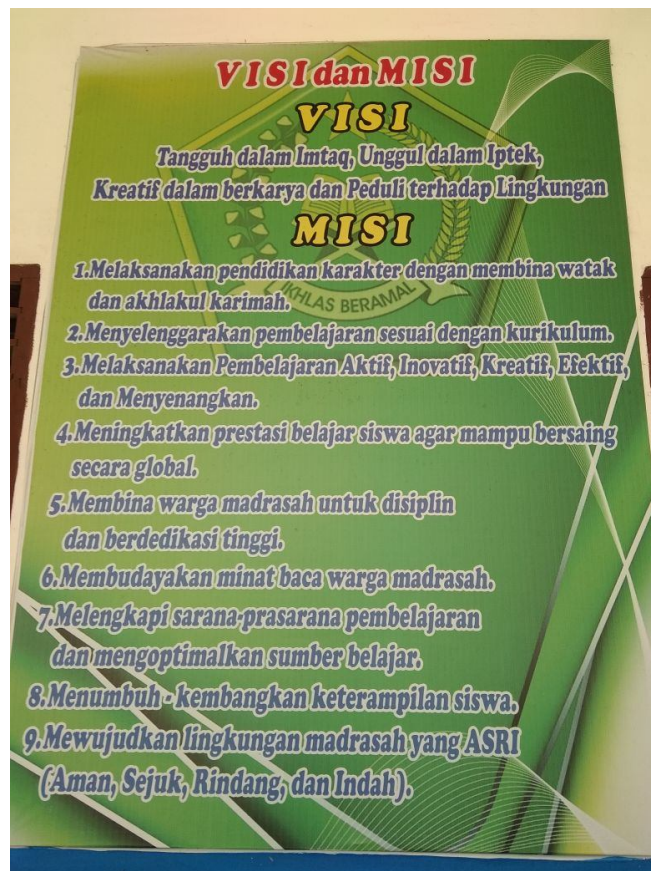 VISI dan MISI
VISI
Tangguh dalam Imtaq, Unggul dalam Iptek,
Kreatif dalam berkarya dan Peduli terhadap Lingkungan
MISI
1.Melaksanakan pendidikan karakter dengan membina watak
dan akhlakul karimah.
IKHLAS BERAMAL
2.Menyelenggarakan pembelajaran sesuai dengan kurikulum.
3.Melaksanakan Pembelajaran Aktif, Inovatif, Kreatif, Efektif,
dan Menyenangkan.
4.Meningkatkan prestasi belajar siswa agar mampu bersaing
secara global.
5.Membina warga madrasah untuk disiplin
dan berdedikasi tinggi.
6.Membudayakan minat baca warga madrasah.
7.Melengkapi sarana-prasarana pembelajaran
dan mengoptimalkan sumber belajar.
8.Menumbuh - kembangkan keterampilan siswa.
9.Mewujudkan lingkungan madrasah yang ASRI
(Aman, Sejuk, Rindang, dan Indah).